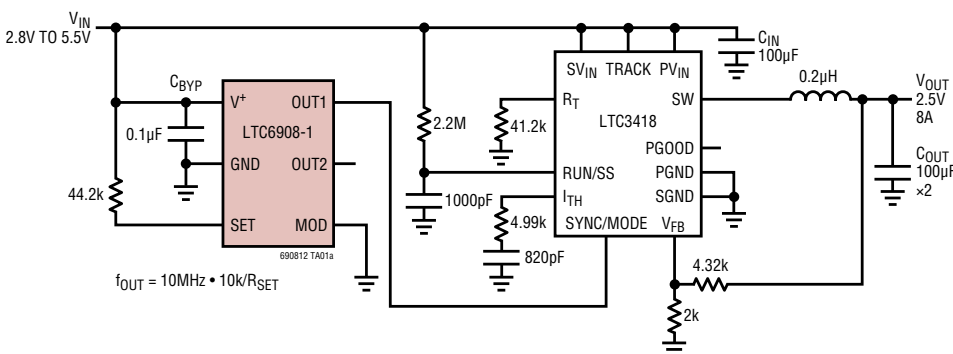 VIN
2.8V TO 5.5V
CIN
100µF
CBYP
0.1µF
44.2k
V+
OUT1
LTC6908-1
GND
OUT2
SET
MOD
690812 TA01a
fOUT = 10MHz • 10k/RSET
2.2M
1000pF
41.2k
4.99k
820pF
SVIN TRACK PVIN
RT
SW
LTC3418
PGOOD
RUN/SS
PGND
ITH
SGND
SYNC/MODE VFB
0.2µH
VOUT
2.5V
8A
COUT
100µF
×2
4.32k
2k